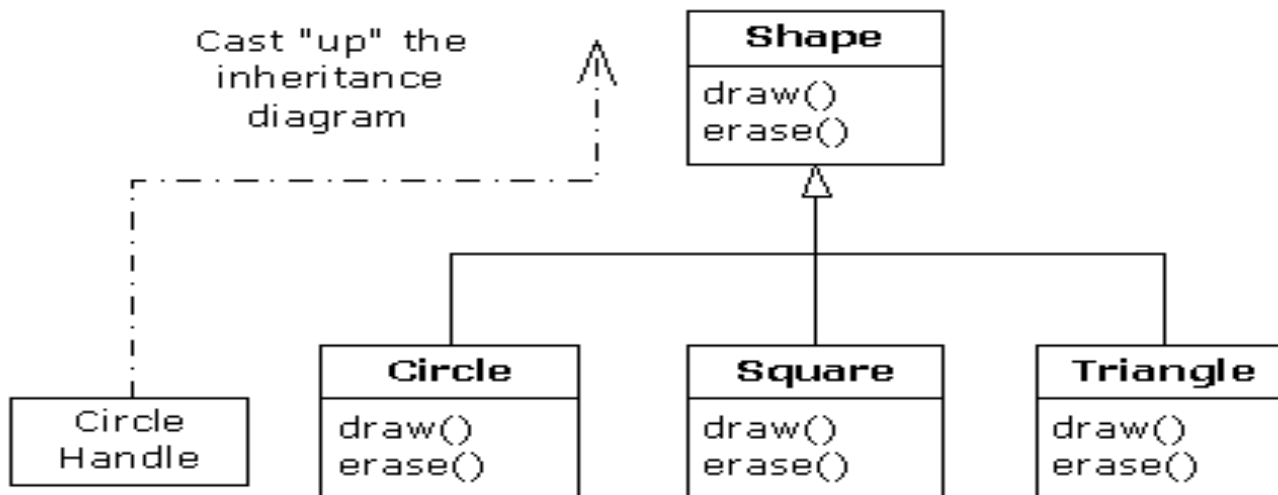 Cast "up" the
inheritance
diagram
Shape
draw()
erase()
Circle
Handle
Circle
draw()
erase()
Square
draw()
erase()
Triangle
draw()
erase()